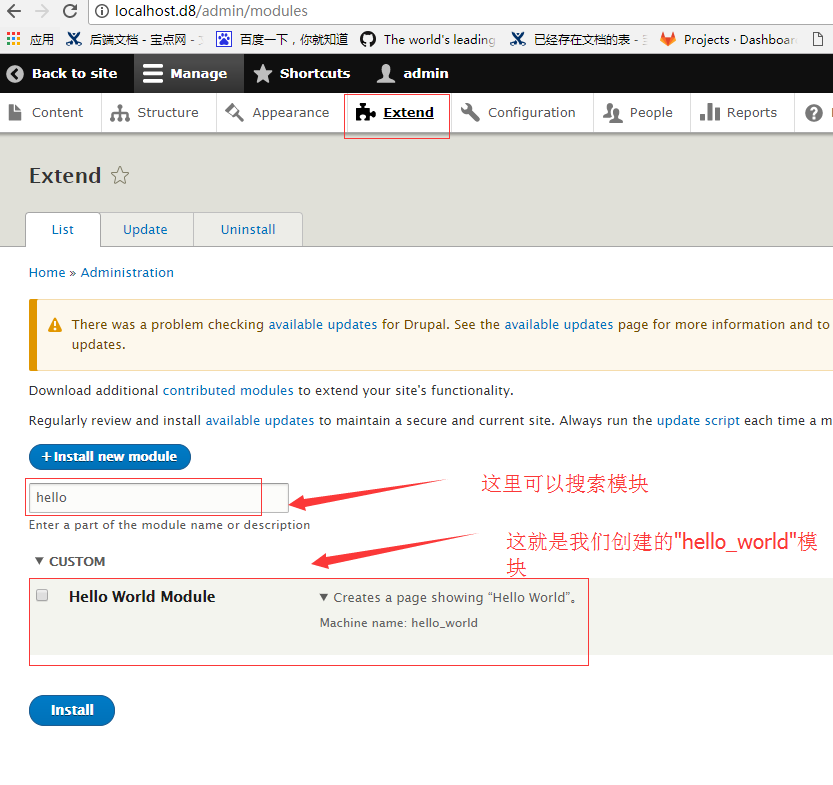 localhost.d8/admin/modules
应用 后端文档 - 宝点网 - 百度一下，你就知道 The world's leading 已经存在文档的表 - Projects · Dashboar
Back to site Manage Shortcuts admin
Content Structure Appearance Extend Configuration People Reports
Extend
List Update Uninstall
Home » Administration
There was a problem checking available updates for Drupal. See the available updates page for more information and to
updates.
Download additional contributed modules to extend your site's functionality.
Regularly review and install available updates to maintain a secure and current site. Always run the update script each time a m
+Install new module
这里可以搜索模块
hello
Enter a part of the module name or description
这就是我们创建的"hello_world"模
块
▼ CUSTOM
Hello World Module ▼ Creates a page showing “Hello World”。
Machine name: hello_world
Install